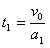 t₁ = v₀/a₁